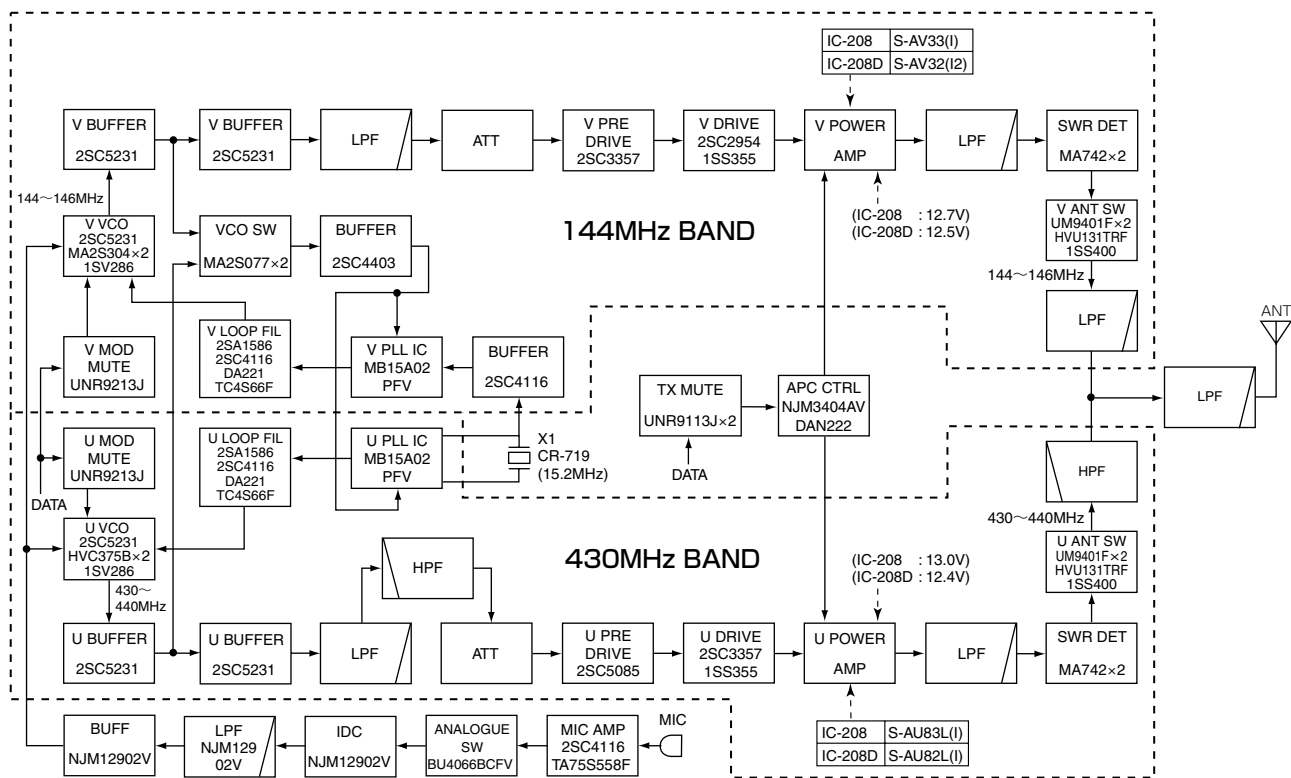 IC-208 S-AV33(I)
IC-208D S-AV32(I2)
V BUFFER
2SC5231
V BUFFER
2SC5231
LPF
ATT
V PRE
DRIVE
2SC3357
V DRIVE
2SC2954
1SS355
V POWER
AMP
LPF
SWR DET
MA742×2
144～146MHz
V VCO
2SC5231
MA2S304×2
1SV286
VCO SW
MA2S077×2
BUFFER
2SC4403
144MHz BAND
(IC-208 : 12.7V)
(IC-208D : 12.5V)
V ANT SW
UM9401F×2
HVU131TRF
1SS400
144～146MHz
LPF
ANT
V MOD
MUTE
UNR9213J
V LOOP FIL
2SA1586
2SC4116
DA221
TC4S66F
V PLL IC
MB15A02
PFV
BUFFER
2SC4116
TX MUTE
UNR9113J×2
APC CTRL
NJM3404AV
DAN222
LPF
DATA
U MOD
MUTE
UNR9213J
DATA
U LOOP FIL
2SA1586
2SC4116
DA221
TC4S66F
U PLL IC
MB15A02
PFV
X1
CR-719
(15.2MHz)
HPF
430～440MHz
U VCO
2SC5231
HVC375B×2
1SV286
430～
440MHz
HPF
430MHz BAND
(IC-208 : 13.0V)
(IC-208D : 12.4V)
U ANT SW
UM9401F×2
HVU131TRF
1SS400
U BUFFER
2SC5231
U BUFFER
2SC5231
LPF
ATT
U PRE
DRIVE
2SC5085
U DRIVE
2SC3357
1SS355
U POWER
AMP
LPF
SWR DET
MA742×2
BUFF
NJM12902V
LPF
NJM129
02V
IDC
NJM12902V
ANALOGUE
SW
BU4066BCFV
MIC AMP
2SC4116
TA75S558F
MIC
IC-208 S-AU83L(I)
IC-208D S-AU82L(I)